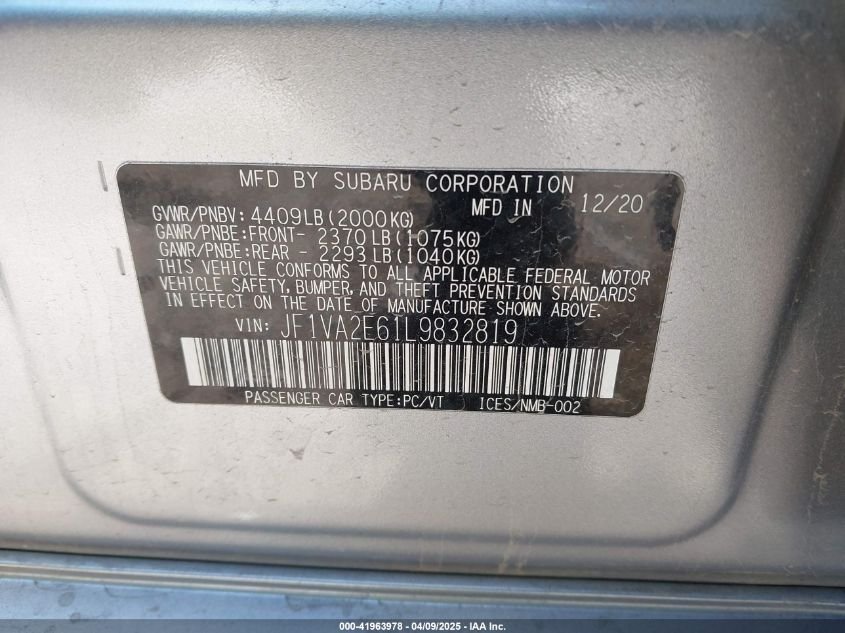 MFD BY SUBARU CORPORATION
MFD IN 12/20
GVWR/PNBV: 4409LB(2000KG)
GAWR/PNBE:FRONT- 2370LB(1075KG)
GAWR/PNBE:REAR - 2293LB(1040KG)
THIS VEHICLE CONFORMS TO ALL APPLICABLE FEDERAL MOTOR
VEHICLE SAFETY, BUMPER, AND THEFT PREVENTION STANDARDS
IN EFFECT ON THE DATE OF MANUFACTURE SHOWN ABOVE.
VIN: JF1VA2E61L9832819
PASSENGER CAR TYPE:PC/VT ICES/NMB-002
000-41963978 | 04/09/2025 - IAA Inc.